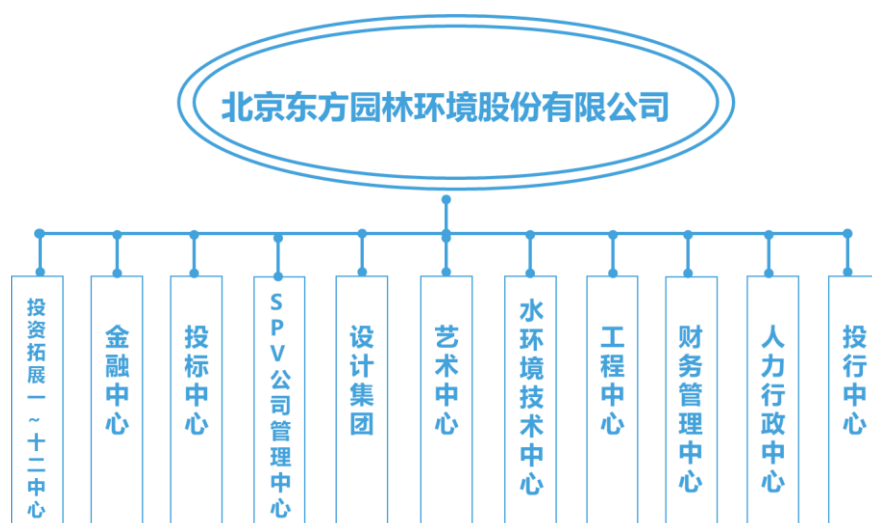 北京东方园林环境股份有限公司
投资拓展一~十二中心
金融中心
投标中心
SPV公司管理中心
设计集团
艺术中心
水环境技术中心
工程中心
财务管理中心
人力行政中心
投行中心